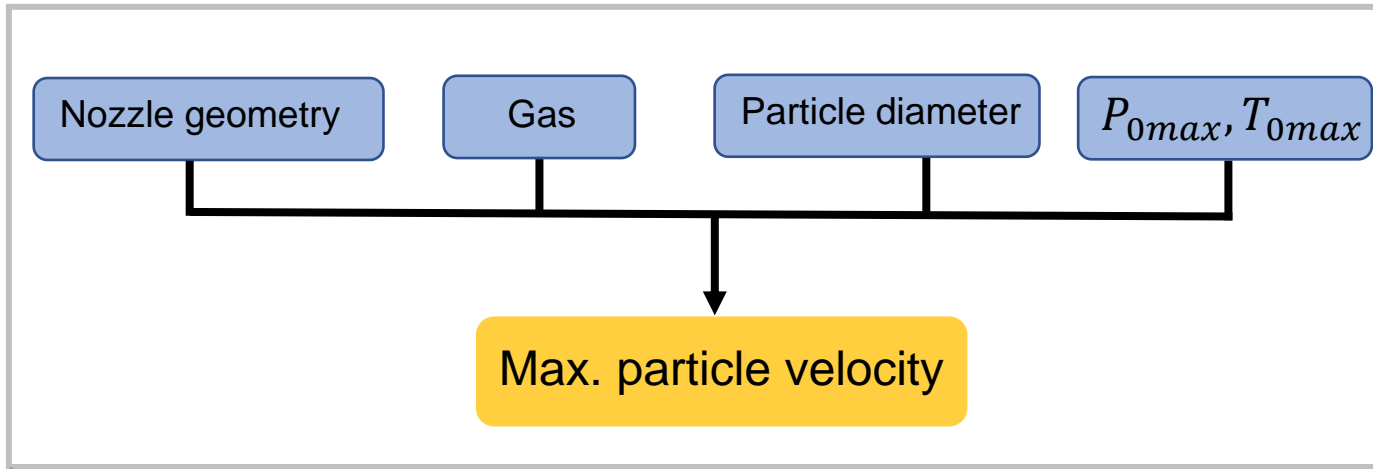 Nozzle geometry
Gas
Particle diameter
P₀ₘₐₓ, T₀ₘₐₓ
Max. particle velocity